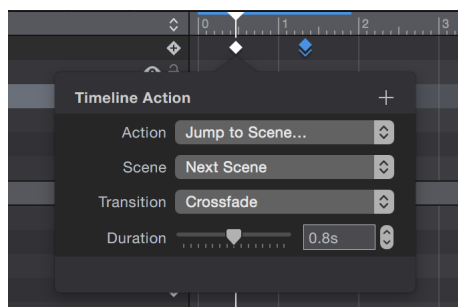 0 1 2 3
Timeline Action
Action Jump to Scene...
Scene Next Scene
Transition Crossfade
Duration 0.8s